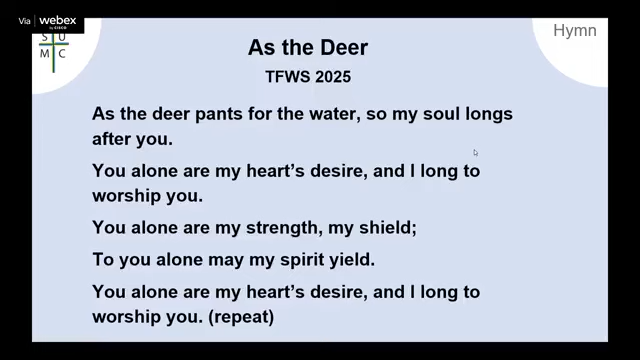 Via webex
by CISCO
S U
M C
Hymn
As the Deer
TFWS 2025
As the deer pants for the water, so my soul longs
after you.
You alone are my heart's desire, and I long to
worship you.
You alone are my strength, my shield;
To you alone may my spirit yield.
You alone are my heart's desire, and I long to
worship you. (repeat)